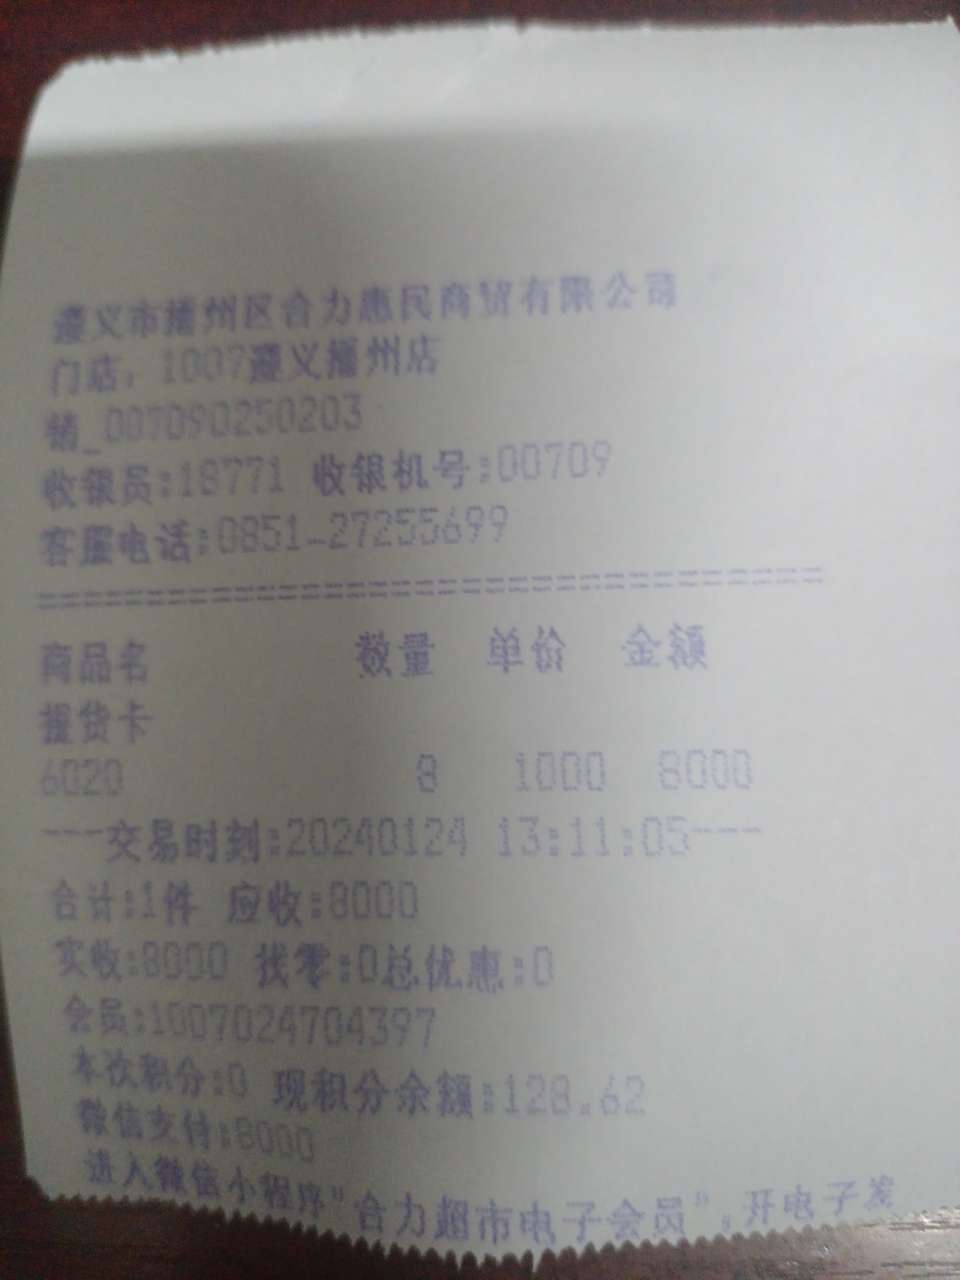 遵义市播州区合力惠民商贸有限公司
门店：1007遵义播州店
销_007090250203
收银员:18771 收银机号:00709
客服电话:0851-27255699
商品名 数量 单价 金额
提货卡
6020 8 1000 8000
---交易时刻:20240124 13:11:05---
合计:1件 应收:8000
实收:8000 找零:0总优惠:0
会员:1007024704397
本次积分:0 现积分余额:128.62
微信支付:8000
进入微信小程序"合力超市电子会员",开电子发